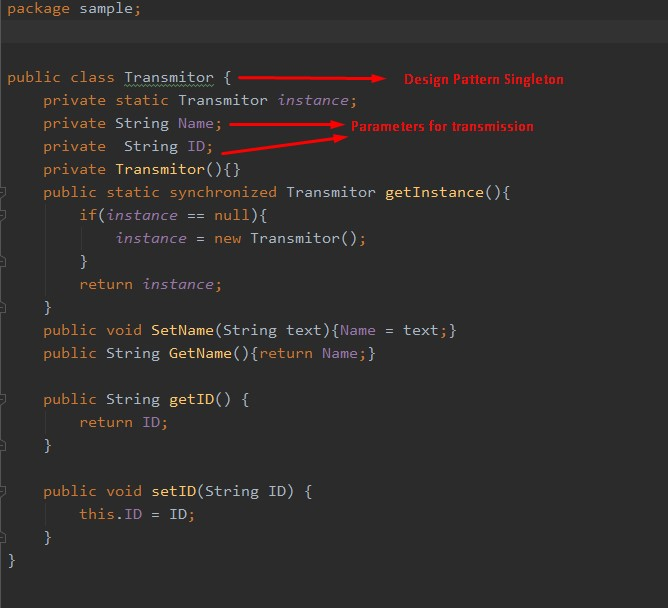 package sample;
public class Transmitor { Design Pattern Singleton
    private static Transmitor instance;
    private String Name; Parameters for transmission
    private  String ID;
    private Transmitor(){}
    public static synchronized Transmitor getInstance(){
        if(instance == null){
            instance = new Transmitor();
        }
        return instance;
    }
    public void SetName(String text){Name = text;}
    public String GetName(){return Name;}
    public String getID() {
        return ID;
    }
    public void setID(String ID) {
        this.ID = ID;
    }
}